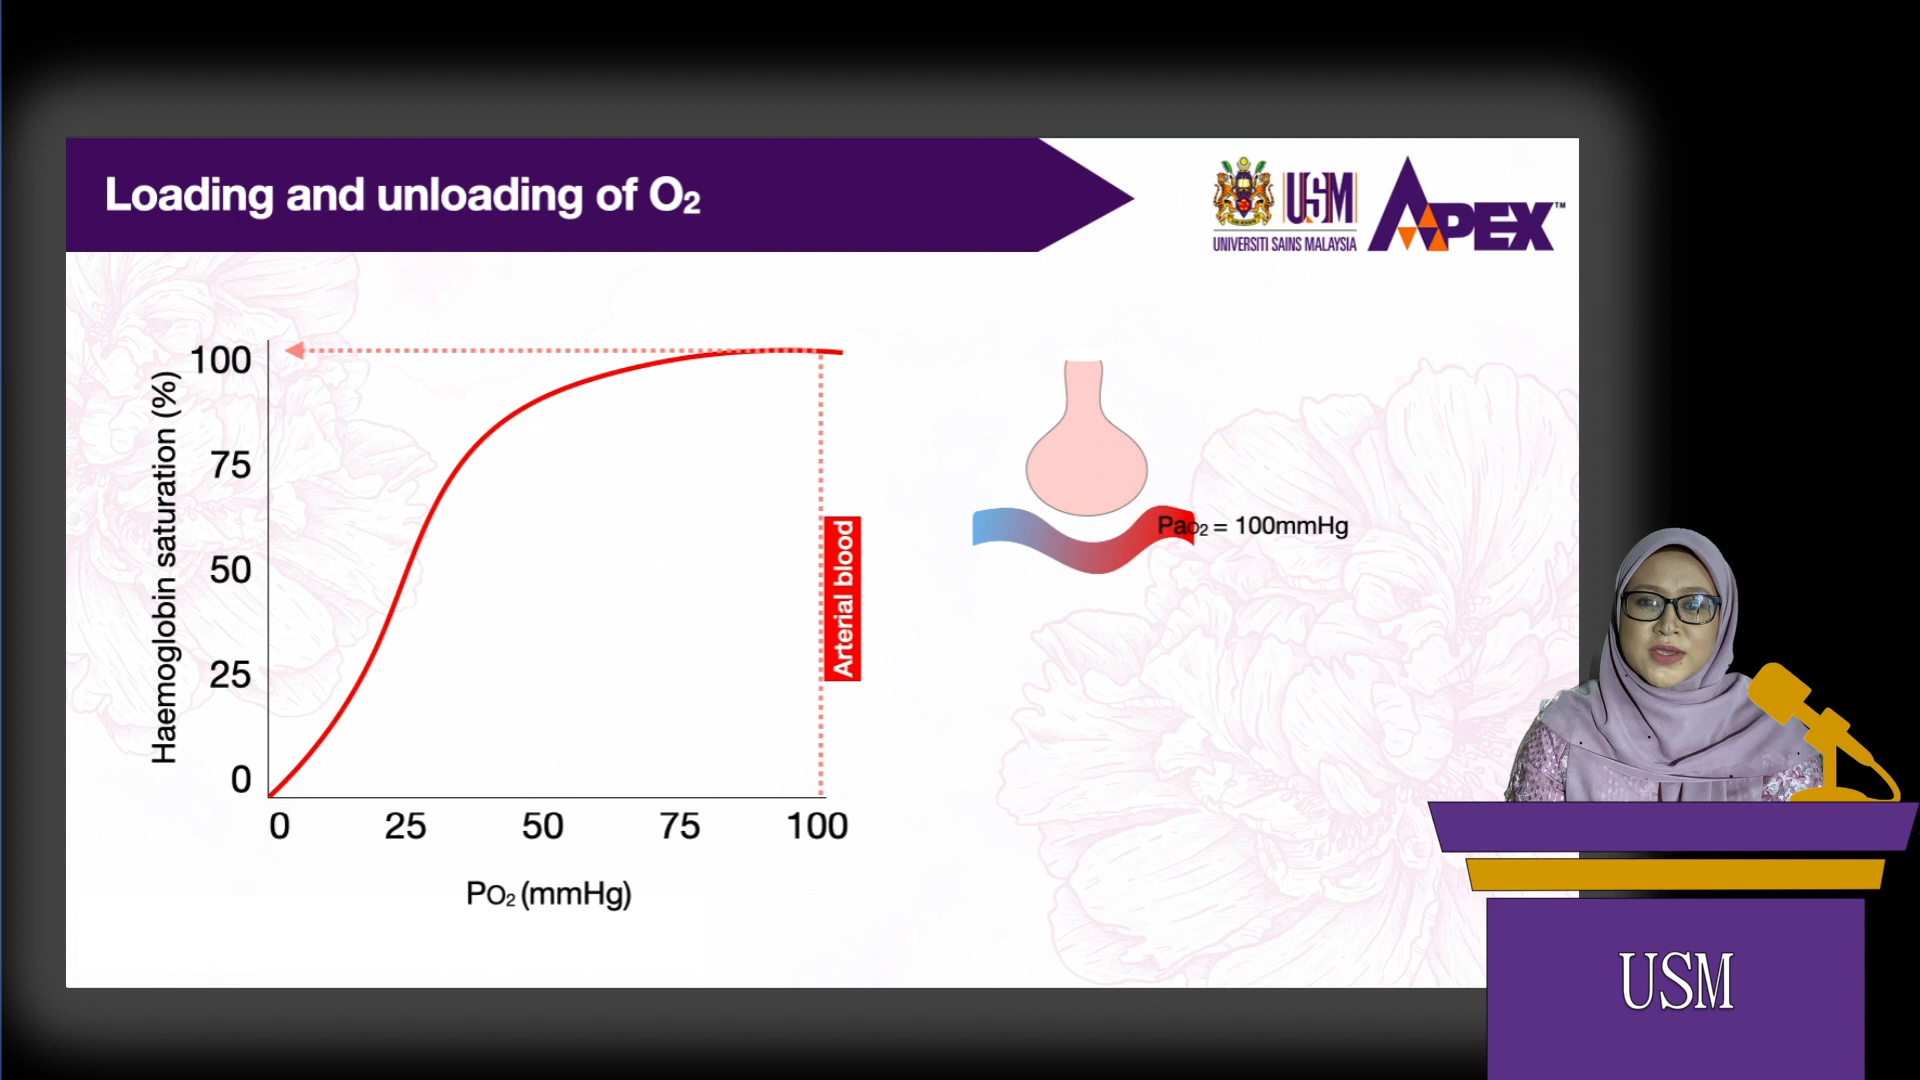 Loading and unloading of O₂
USM
UNIVERSITI SAINS MALAYSIA
APEX™
Haemoglobin saturation (%)
100
75
50
25
0
0 25 50 75 100
PO₂ (mmHg)
Arterial blood
PaO₂ = 100mmHg
USM